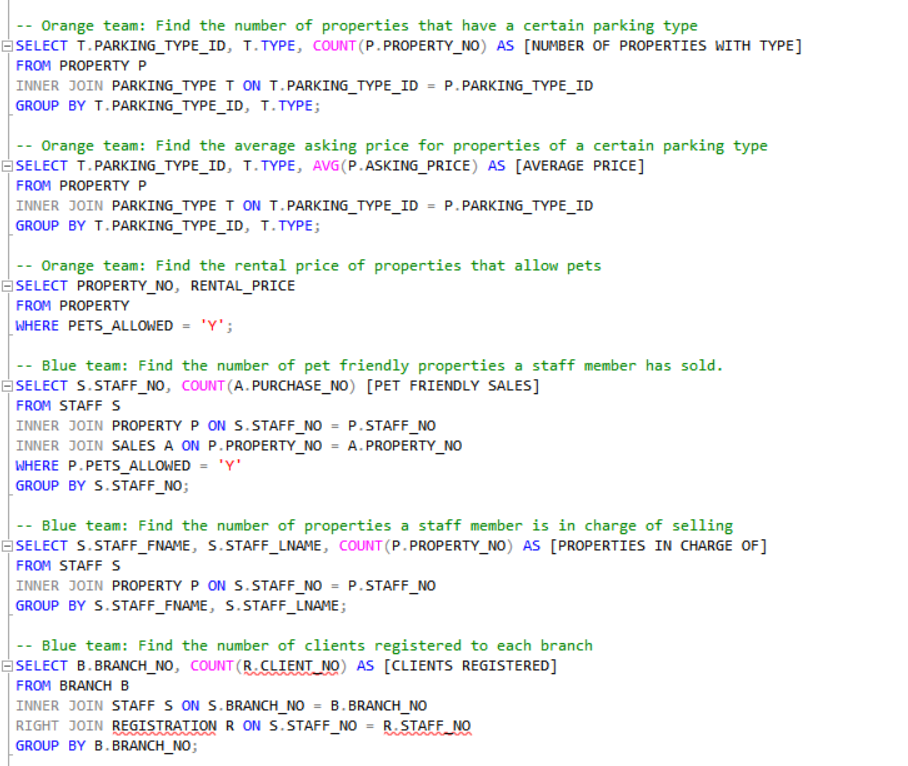 -- Orange team: Find the number of properties that have a certain parking type
SELECT T.PARKING_TYPE_ID, T.TYPE, COUNT(P.PROPERTY_NO) AS [NUMBER OF PROPERTIES WITH TYPE]
FROM PROPERTY P
INNER JOIN PARKING_TYPE T ON T.PARKING_TYPE_ID = P.PARKING_TYPE_ID
GROUP BY T.PARKING_TYPE_ID, T.TYPE;
-- Orange team: Find the average asking price for properties of a certain parking type
SELECT T.PARKING_TYPE_ID, T.TYPE, AVG(P.ASKING_PRICE) AS [AVERAGE PRICE]
FROM PROPERTY P
INNER JOIN PARKING_TYPE T ON T.PARKING_TYPE_ID = P.PARKING_TYPE_ID
GROUP BY T.PARKING_TYPE_ID, T.TYPE;
-- Orange team: Find the rental price of properties that allow pets
SELECT PROPERTY_NO, RENTAL_PRICE
FROM PROPERTY
WHERE PETS_ALLOWED = 'Y';
-- Blue team: Find the number of pet friendly properties a staff member has sold.
SELECT S.STAFF_NO, COUNT(A.PURCHASE_NO) [PET FRIENDLY SALES]
FROM STAFF S
INNER JOIN PROPERTY P ON S.STAFF_NO = P.STAFF_NO
INNER JOIN SALES A ON P.PROPERTY_NO = A.PROPERTY_NO
WHERE P.PETS_ALLOWED = 'Y'
GROUP BY S.STAFF_NO;
-- Blue team: Find the number of properties a staff member is in charge of selling
SELECT S.STAFF_FNAME, S.STAFF_LNAME, COUNT(P.PROPERTY_NO) AS [PROPERTIES IN CHARGE OF]
FROM STAFF S
INNER JOIN PROPERTY P ON S.STAFF_NO = P.STAFF_NO
GROUP BY S.STAFF_FNAME, S.STAFF_LNAME;
-- Blue team: Find the number of clients registered to each branch
SELECT B.BRANCH_NO, COUNT(R.CLIENT_NO) AS [CLIENTS REGISTERED]
FROM BRANCH B
INNER JOIN STAFF S ON S.BRANCH_NO = B.BRANCH_NO
RIGHT JOIN REGISTRATION R ON S.STAFF_NO = R.STAFF_NO
GROUP BY B.BRANCH_NO;